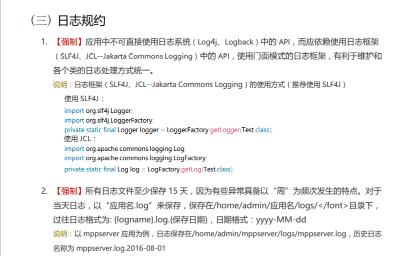 （三）日志规约
1. 【强制】应用中不可直接使用日志系统（Log4j、Logback）中的 API，而应依赖使用日志框架
（SLF4J、JCL--Jakarta Commons Logging）中的 API，使用门面模式的日志框架，有利于维护和
各个类的日志处理方式统一。
说明：日志框架（SLF4J、JCL--Jakarta Commons Logging）的使用方式（推荐使用 SLF4J）
使用 SLF4J：
import org.slf4j.Logger;
import org.slf4j.LoggerFactory;
private static final Logger logger = LoggerFactory.getLogger(Test.class);
使用 JCL：
import org.apache.commons.logging.Log;
import org.apache.commons.logging.LogFactory;
private static final Log log = LogFactory.getLog(Test.class);
2. 【强制】所有日志文件至少保存 15 天，因为有些异常具备以“周”为频次发生的特点。对于
当天日志，以“应用名.log”来保存，保存在/home/admin/应用名/logs/</font>目录下，
过往日志格式为: {logname}.log.{保存日期}，日期格式：yyyy-MM-dd
说明：以 mppserver 应用为例，日志保存在/home/admin/mppserver/logs/mppserver.log，历史日志
名称为 mppserver.log.2016-08-01